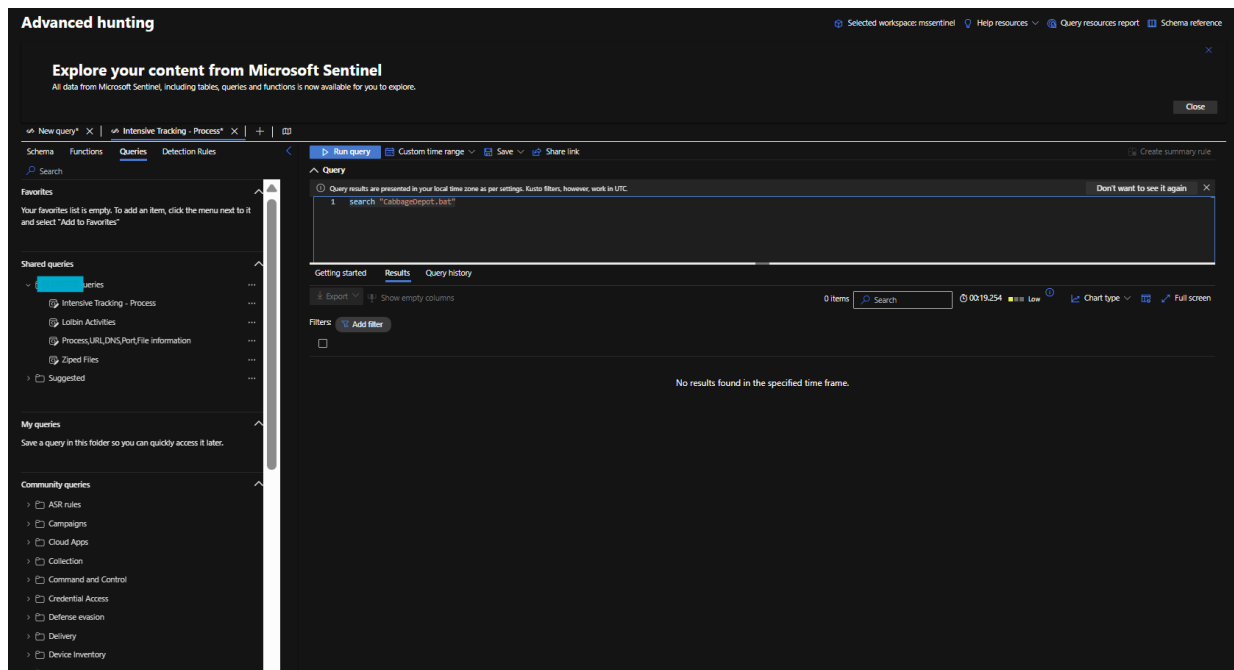 Advanced hunting
Selected workspace: mssentinel
Help resources
Query resources report
Schema reference
Explore your content from Microsoft Sentinel
All data from Microsoft Sentinel, including tables, queries and functions is now available for you to explore.
Close
New query*
Intensive Tracking - Process*
Schema
Functions
Queries
Detection Rules
Search
Favorites
Your favorites list is empty. To add an item, click the menu next to it
and select "Add to Favorites"
Shared queries
ueries
Intensive Tracking - Process
Lolbin Activities
Process,URL,DNS,Port,File information
Ziped Files
Suggested
My queries
Save a query in this folder so you can quickly access it later.
Community queries
ASR rules
Campaigns
Cloud Apps
Collection
Command and Control
Credential Access
Defense evasion
Delivery
Device Inventory
Run query
Custom time range
Save
Share link
Create summary rule
Query
Query results are presented in your local time zone as per settings. Kusto filters, however, work in UTC.
Don't want to see it again
1 search "CabbageDepot.bat"
Getting started
Results
Query history
Export
Show empty columns
0 items
Search
00:19.254
Low
Chart type
Full screen
Filters:
Add filter
No results found in the specified time frame.